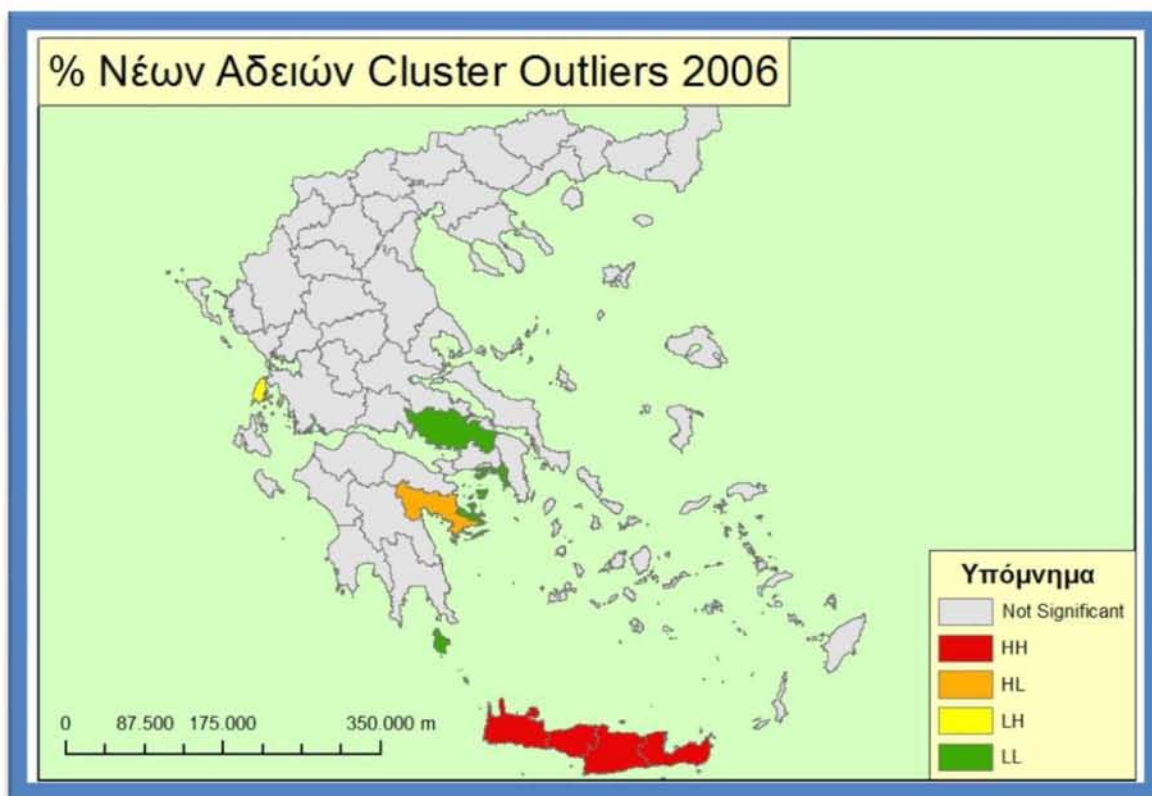 % Νέων Αδειών Cluster Outliers 2006
Υπόμνημα
Not Significant
HH
HL
LH
LL
0 87.500 175.000 350.000 m